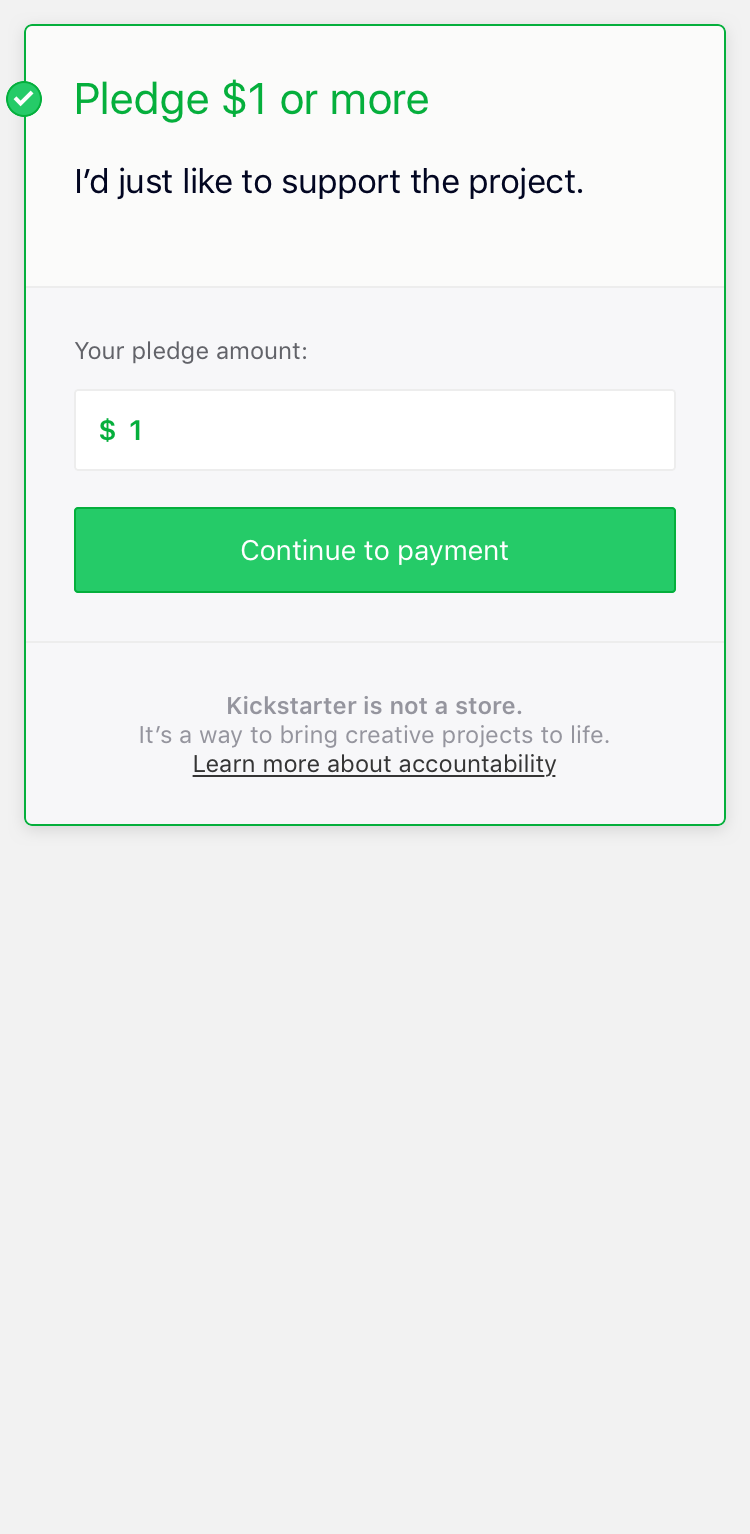 Pledge $1 or more
I’d just like to support the project.
Your pledge amount:
$ 1
Continue to payment
Kickstarter is not a store.
It’s a way to bring creative projects to life.
Learn more about accountability